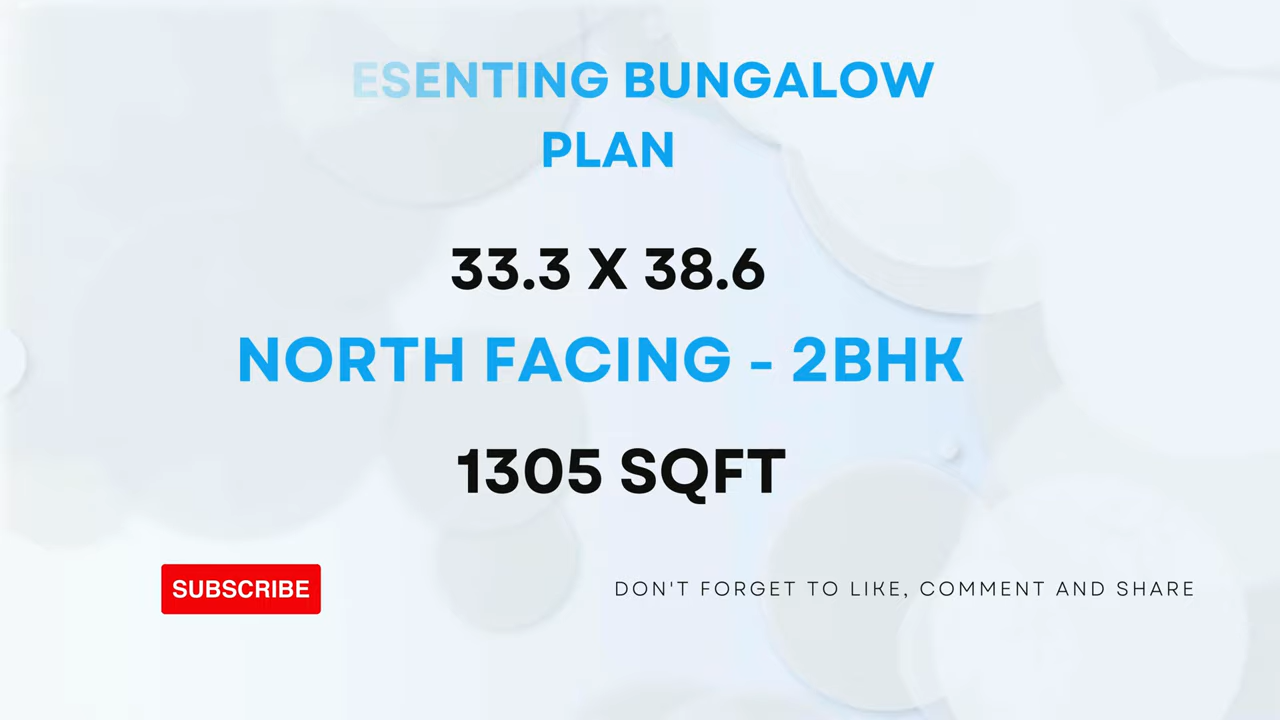 ESENTING BUNGALOW
PLAN
33.3 X 38.6
NORTH FACING - 2BHK
1305 SQFT
SUBSCRIBE
DON'T FORGET TO LIKE, COMMENT AND SHARE